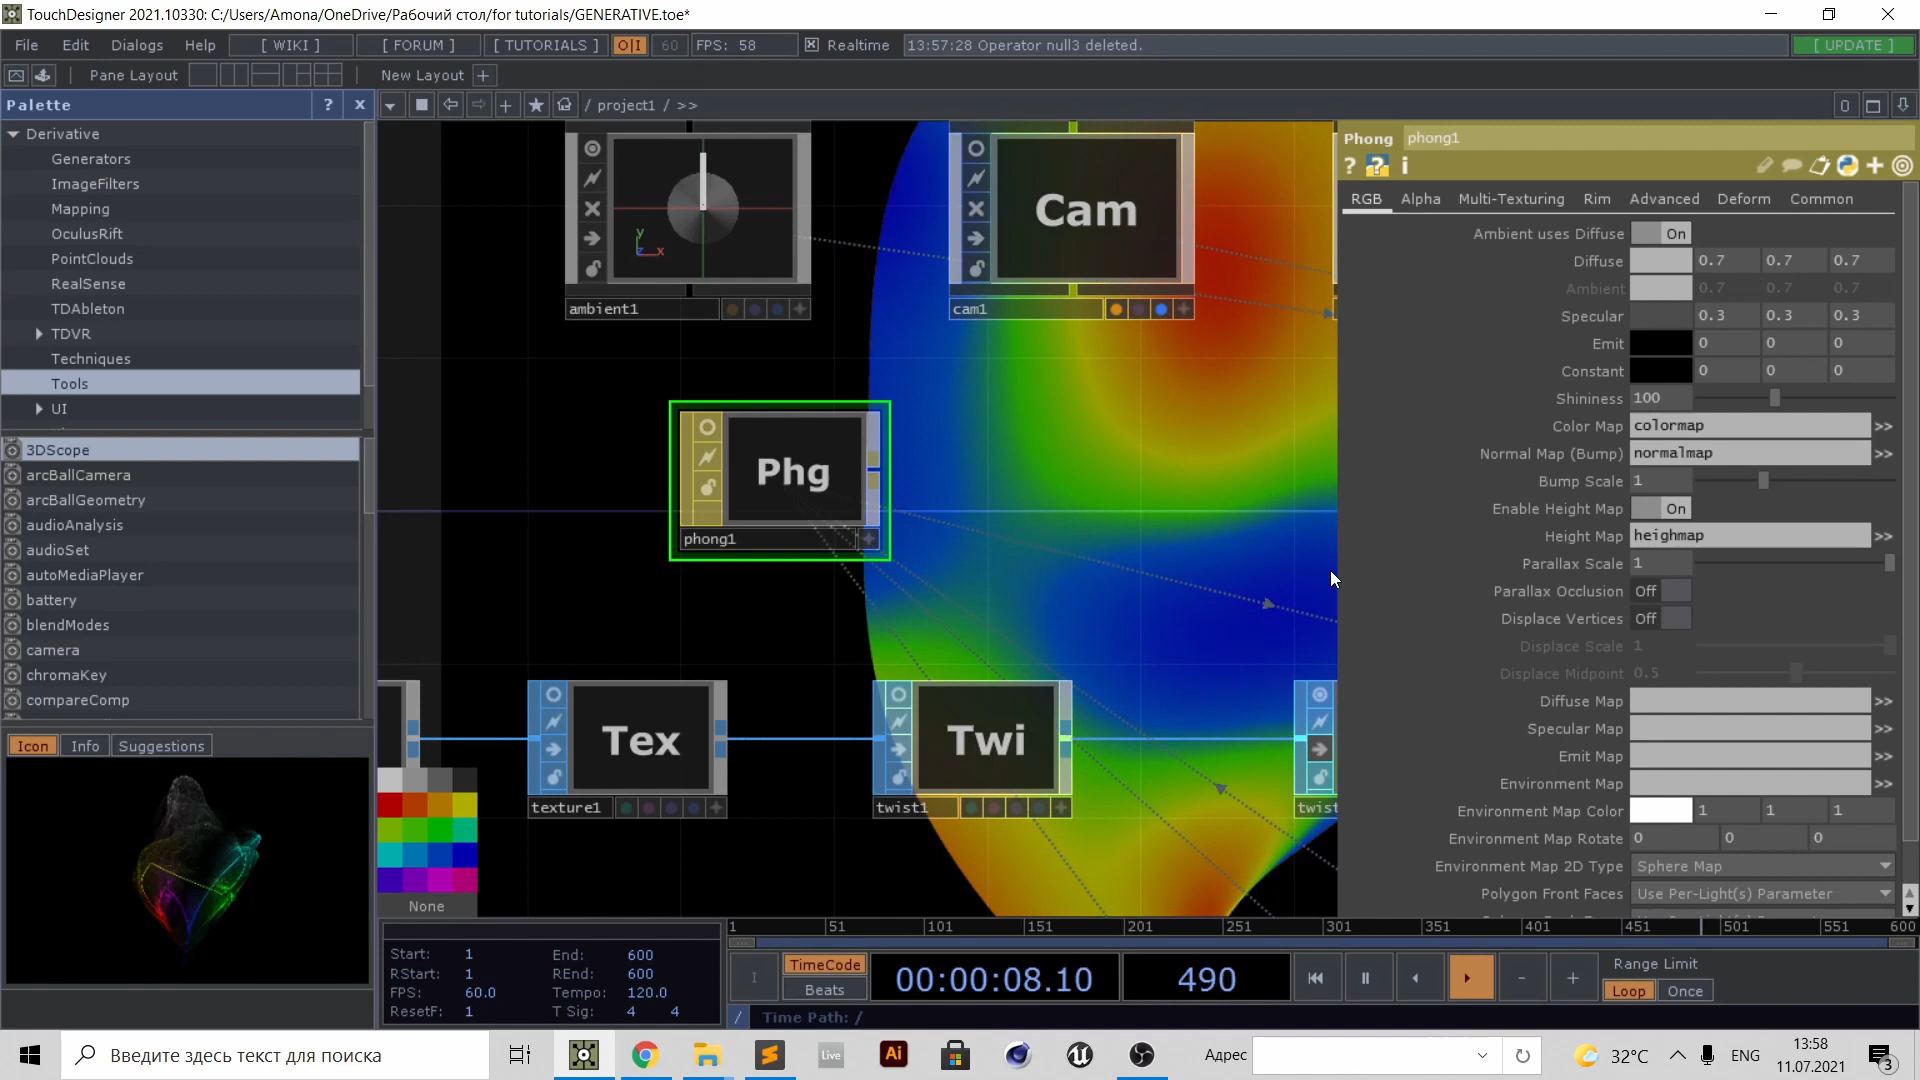 TouchDesigner 2021.10330: C:/Users/Amona/OneDrive/Рабочий стол/for tutorials/GENERATIVE.toe*
File Edit Dialogs Help [ WIKI ] [ FORUM ] [ TUTORIALS ] O|I 60 FPS: 58 Realtime 13:57:28 Operator null3 deleted. [ UPDATE ]
Pane Layout New Layout +
Palette ? x / project1 / >>
Derivative
Generators
ImageFilters
Mapping
OculusRift
PointClouds
RealSense
TDAbleton
TDVR
Techniques
Tools
UI
3DScope
arcBallCamera
arcBallGeometry
audioAnalysis
audioSet
autoMediaPlayer
battery
blendModes
camera
chromaKey
compareComp
Icon Info Suggestions
y
z x
ambient1
Cam
cam1
Phg
phong1
Tex
texture1
Twi
twist1
twist
None
Phong phong1
? ? i
RGB Alpha Multi-Texturing Rim Advanced Deform Common
Ambient uses Diffuse On
Diffuse 0.7 0.7 0.7
Ambient 0.7 0.7 0.7
Specular 0.3 0.3 0.3
Emit 0 0 0
Constant 0 0 0
Shininess 100
Color Map colormap >>
Normal Map (Bump) normalmap >>
Bump Scale 1
Enable Height Map On
Height Map heighmap >>
Parallax Scale 1
Parallax Occlusion Off
Displace Vertices Off
Displace Scale 1
Displace Midpoint 0.5
Diffuse Map >>
Specular Map >>
Emit Map >>
Environment Map >>
Environment Map Color 1 1 1
Environment Map Rotate 0 0 0
Environment Map 2D Type Sphere Map
Polygon Front Faces Use Per-Light(s) Parameter
1 51 101 151 201 251 301 351 401 451 501 551 600
Start: 1 End: 600
RStart: 1 REnd: 600
FPS: 60.0 Tempo: 120.0
ResetF: 1 T Sig: 4 4
TimeCode
Beats
00:00:08.10
490
- +
Range Limit
Loop Once
/ Time Path: /
Введите здесь текст для поиска
Live
Ai
Адрес
32°C
ENG
13:58
11.07.2021
3